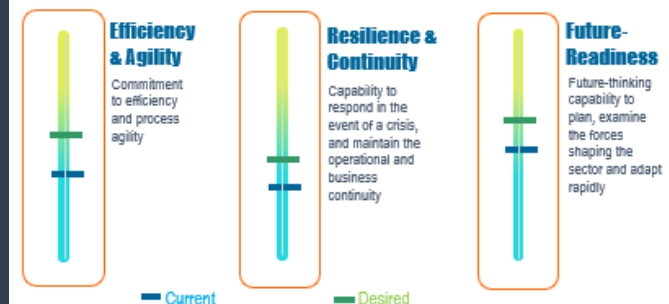 Efficiency
& Agility
Commitment
to efficiency
and process
agility
Resilience &
Continuity
Capability to
respond in the
event of a crisis,
and maintain the
operational and
business
continuity
Future-
Readiness
Future-thinking
capability to
plan, examine
the forces
shaping the
sector and adapt
rapidly
Current
Desired